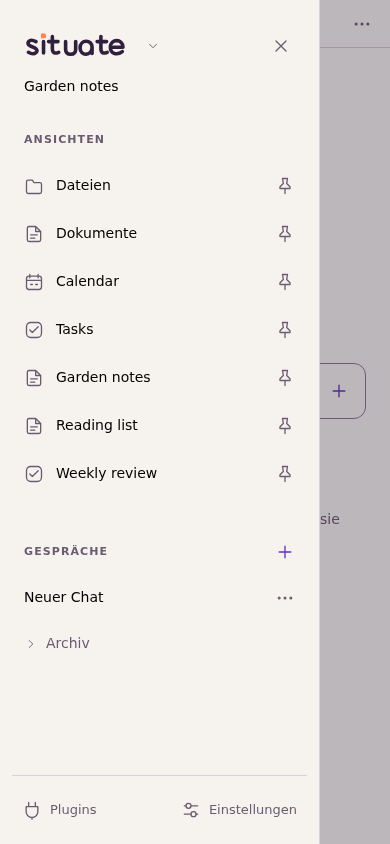 situate
Garden notes
ANSICHTEN
Dateien
Dokumente
Calendar
Tasks
Garden notes
Reading list
Weekly review
sie
GESPRÄCHE
Neuer Chat
Archiv
Plugins
Einstellungen